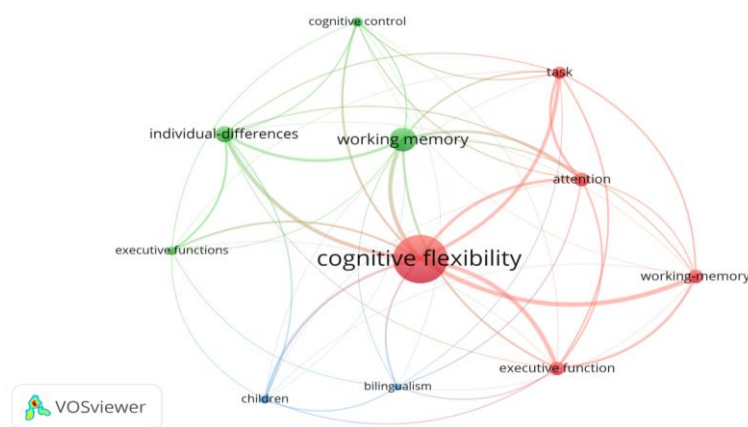 cognitive control
task
individual-differences
working memory
attention
executive functions
cognitive flexibility
working-memory
executive function
bilingualism
children
VOSviewer